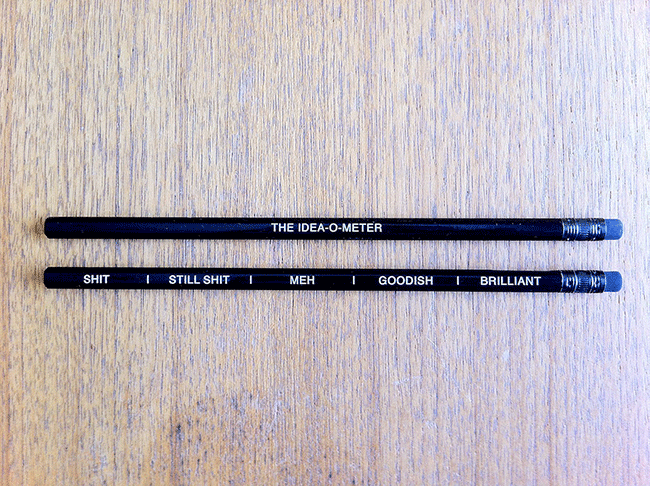 THE IDEA-O-METER
SHIT | STILL SHIT | MEH | GOODISH | BRILLIANT